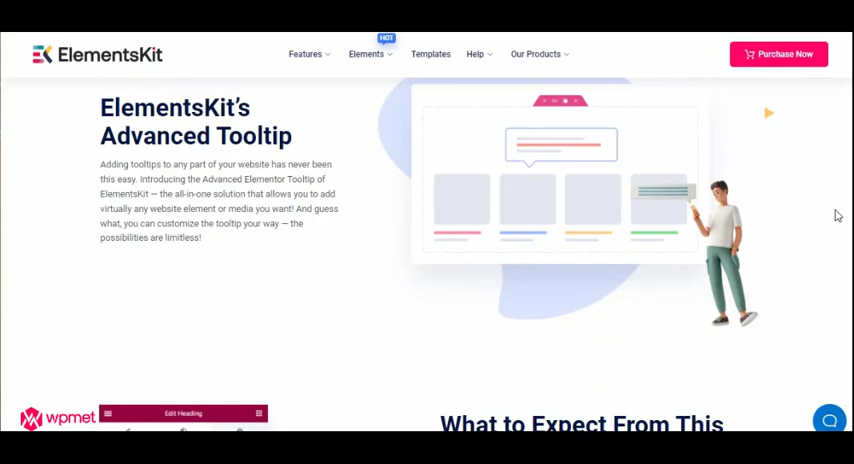 HOT
ElementsKit
Features
Elements
Templates
Help
Our Products
Purchase Now
ElementsKit's
Advanced Tooltip
Adding tooltips to any part of your website has never been
this easy. Introducing the Advanced Elementor Tooltip of
ElementsKit — the all-in-one solution that allows you to add
virtually any website element or media you want! And guess
what, you can customize the tooltip your way — the
possibilities are limitless!
wpmet
Edit Heading
What to Expect From This